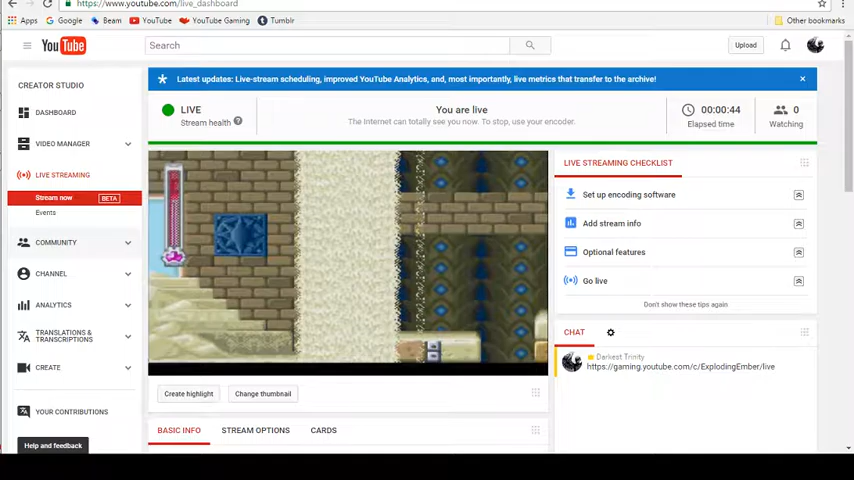 https://www.youtube.com/live_dashboard
Apps Google Beam YouTube YouTube Gaming Tumblr Other bookmarks
YouTube Search Upload
CREATOR STUDIO
DASHBOARD
VIDEO MANAGER
LIVE STREAMING
Stream now BETA
Events
COMMUNITY
CHANNEL
ANALYTICS
TRANSLATIONS &
TRANSCRIPTIONS
CREATE
YOUR CONTRIBUTIONS
Help and feedback
Latest updates: Live-stream scheduling, improved YouTube Analytics, and, most importantly, live metrics that transfer to the archive!
LIVE
Stream health ?
You are live
The Internet can totally see you now. To stop, use your encoder.
00:00:44
Elapsed time
0
Watching
Create highlight Change thumbnail
BASIC INFO STREAM OPTIONS CARDS
LIVE STREAMING CHECKLIST
Set up encoding software
Add stream info
Optional features
Go live
Don't show these tips again
CHAT
Darkest Trinity
https://gaming.youtube.com/c/ExplodingEmber/live